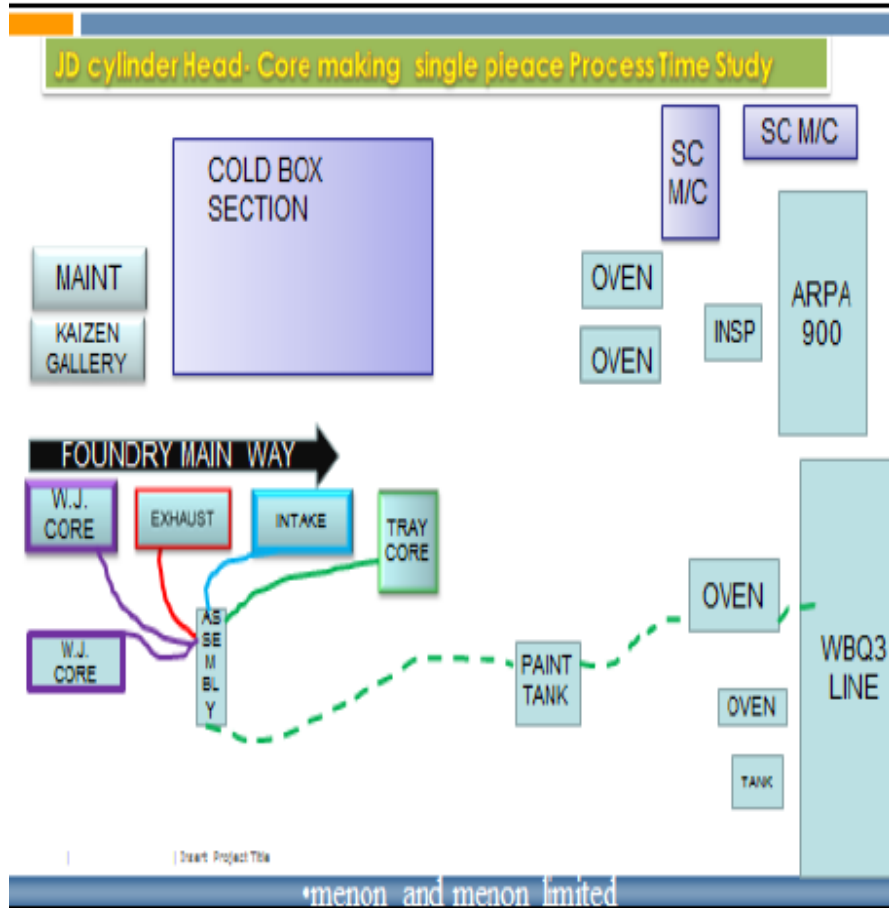 JD cylinder Head- Core making single pleace Process Time Study
COLD BOX
SECTION
SC
M/C
SC M/C
MAINT
KAIZEN
GALLERY
OVEN
OVEN
INSP
ARPA
900
FOUNDRY MAIN WAY
W.J.
CORE
EXHAUST
INTAKE
TRAY
CORE
W.J.
CORE
AS
SE
M
BL
Y
PAINT
TANK
OVEN
OVEN
TANK
WBQ3
LINE
Insert Project Title
•menon and menon limited